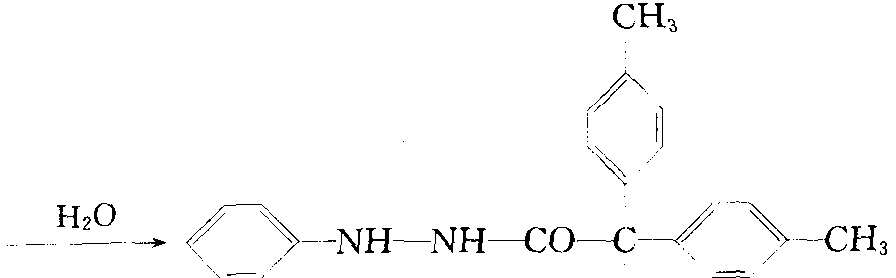 CH₃
H₂O
NH—NH—CO—C
CH₃